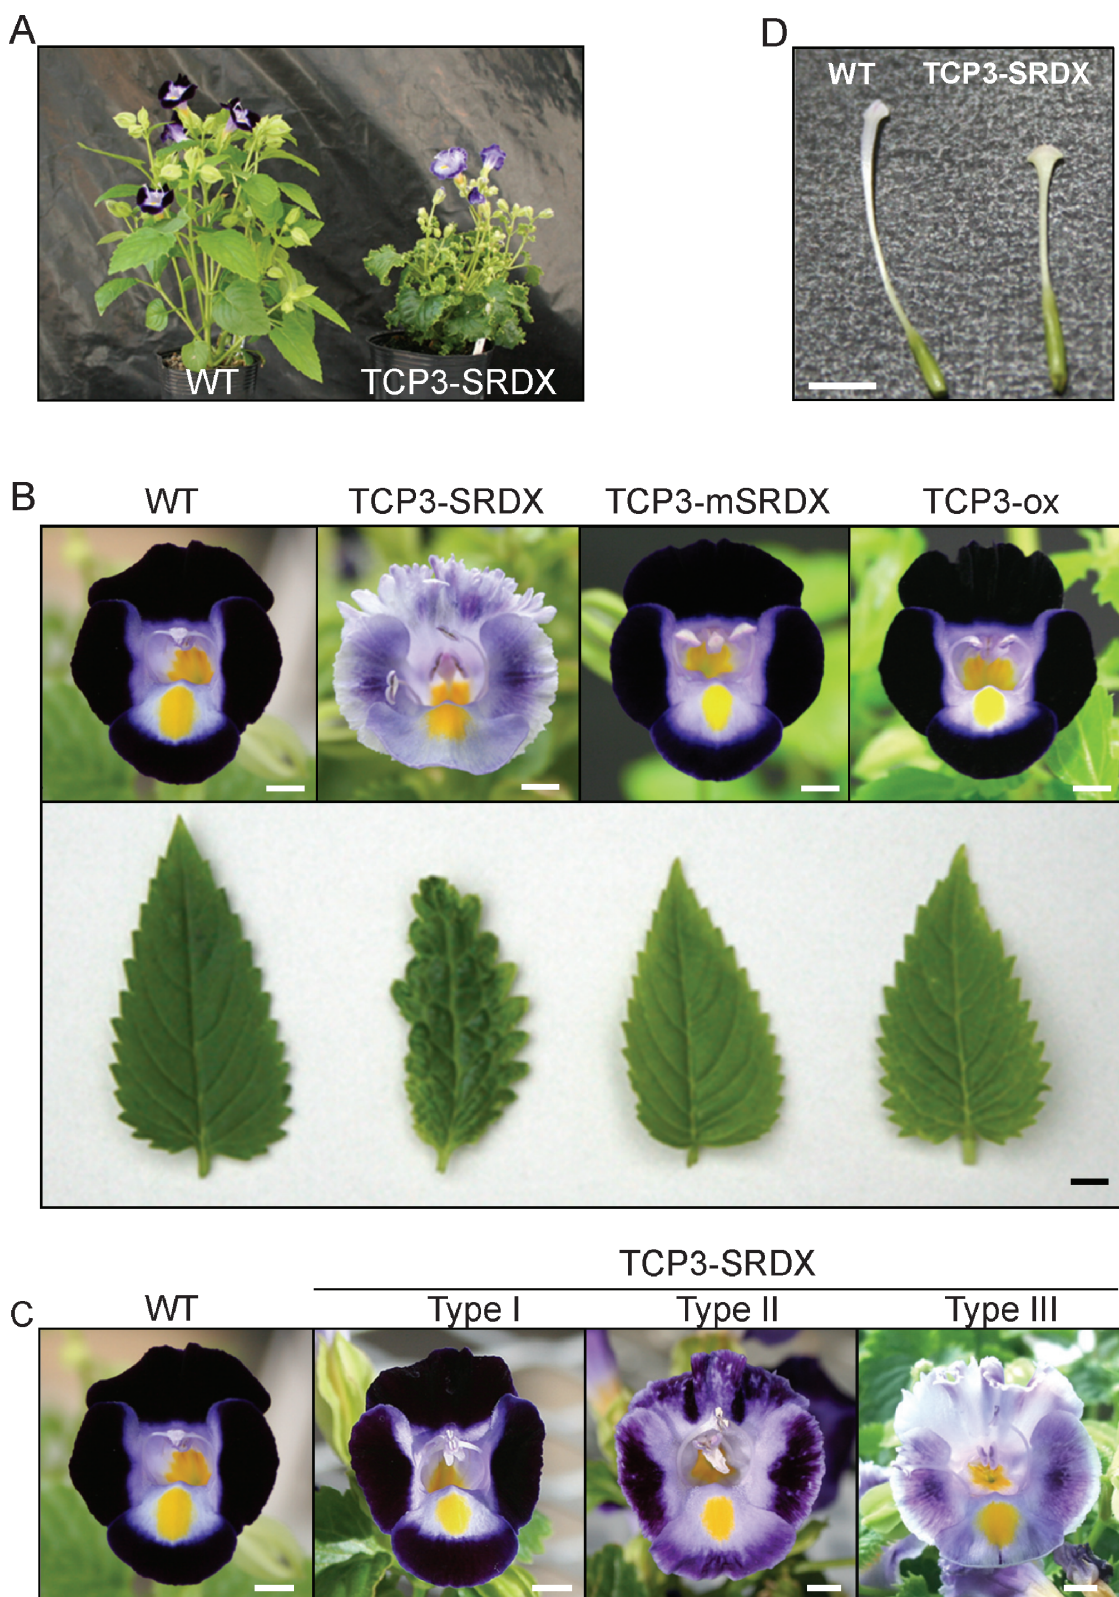 A
WT
TCP3-SRDX
D
WT TCP3-SRDX
B
WT TCP3-SRDX TCP3-mSRDX TCP3-ox
TCP3-SRDX
C
WT Type I Type II Type III